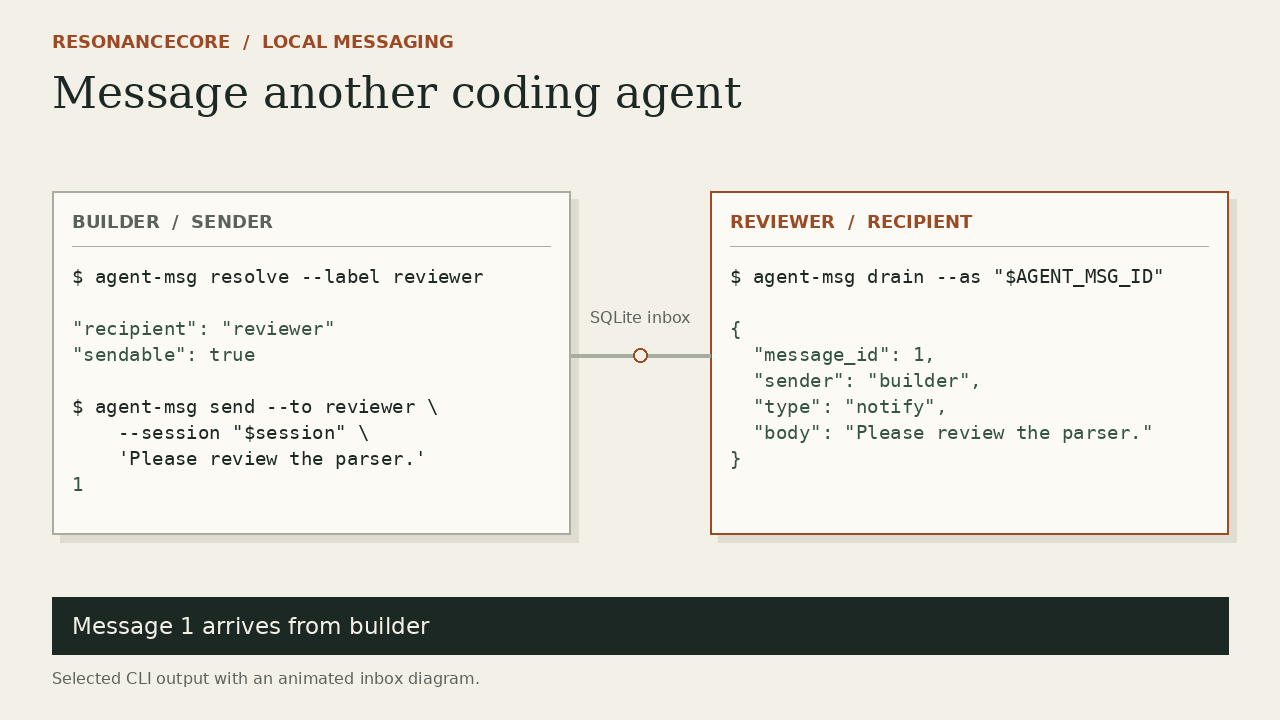 RESONANCECORE / LOCAL MESSAGING
Message another coding agent
BUILDER / SENDER
$ agent-msg resolve --label reviewer
"recipient": "reviewer"
"sendable": true
$ agent-msg send --to reviewer \
    --session "$session" \
    'Please review the parser.'
1
SQLite inbox
REVIEWER / RECIPIENT
$ agent-msg drain --as "$AGENT_MSG_ID"
{
  "message_id": 1,
  "sender": "builder",
  "type": "notify",
  "body": "Please review the parser."
}
Message 1 arrives from builder
Selected CLI output with an animated inbox diagram.